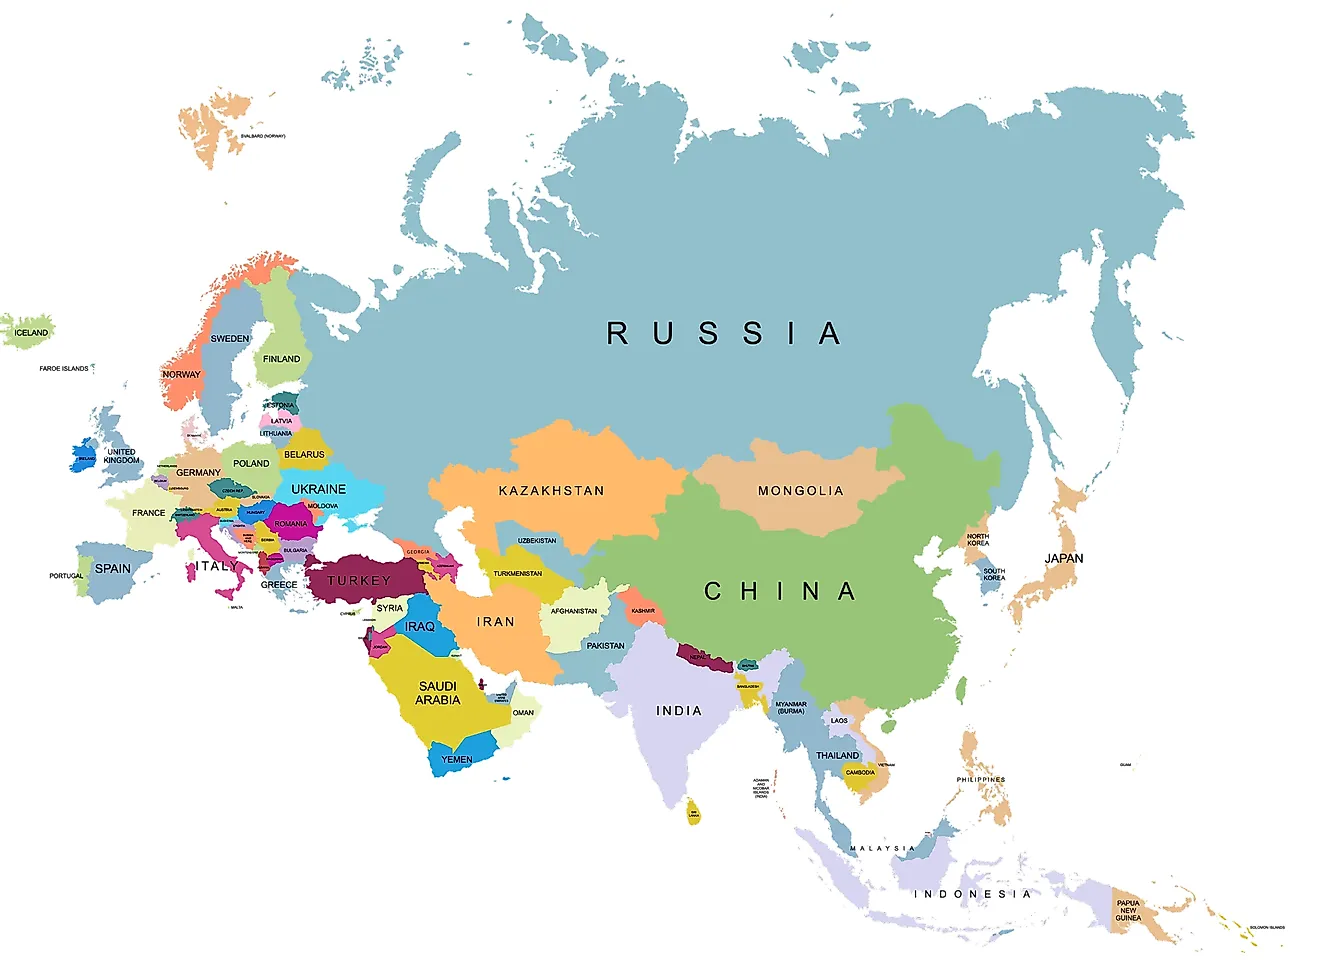 SVALBARD (NORWAY)
ICELAND
SWEDEN
FINLAND
FAROE ISLANDS
NORWAY
RUSSIA
ESTONIA
LATVIA
LITHUANIA
BELARUS
UNITED
KINGDOM
IRELAND
POLAND
GERMANY
UKRAINE
KAZAKHSTAN
MONGOLIA
CZECH REP.
SLOVAKIA
FRANCE
AUSTRIA
HUNGARY
MOLDOVA
ROMANIA
SERBIA
BULGARIA
ITALY
PORTUGAL
SPAIN
GREECE
MALTA
TURKEY
GEORGIA
UZBEKISTAN
TURKMENISTAN
CHINA
NORTH
KOREA
SOUTH
KOREA
JAPAN
CYPRUS
SYRIA
IRAQ
IRAN
AFGHANISTAN
KASHMIR
PAKISTAN
JORDAN
NEPAL
BHUTAN
SAUDI
ARABIA
UNITED
ARAB
EMIRATES
OMAN
YEMEN
INDIA
BANGLADESH
MYANMAR
(BURMA)
LAOS
THAILAND
VIETNAM
CAMBODIA
SRI
LANKA
ADAMAN
AND
NICOBAR
ISLANDS
(INDIA)
PHILIPPINES
GUAM
MALAYSIA
INDONESIA
PAPUA
NEW
GUINEA
SOLOMON ISLANDS